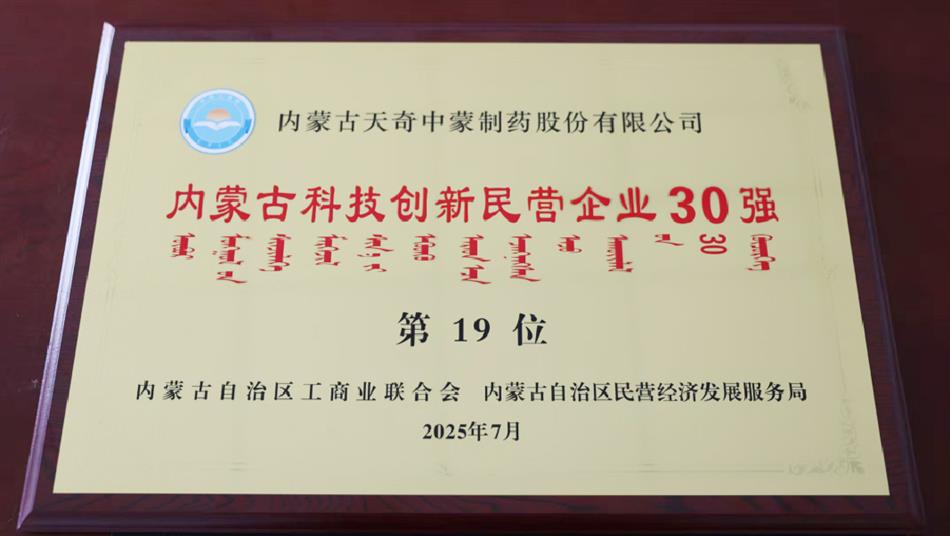 内蒙古天奇中蒙制药股份有限公司
内蒙古科技创新民营企业30强
30
第 19 位
内蒙古自治区工商业联合会 内蒙古自治区民营经济发展服务局
2025年7月